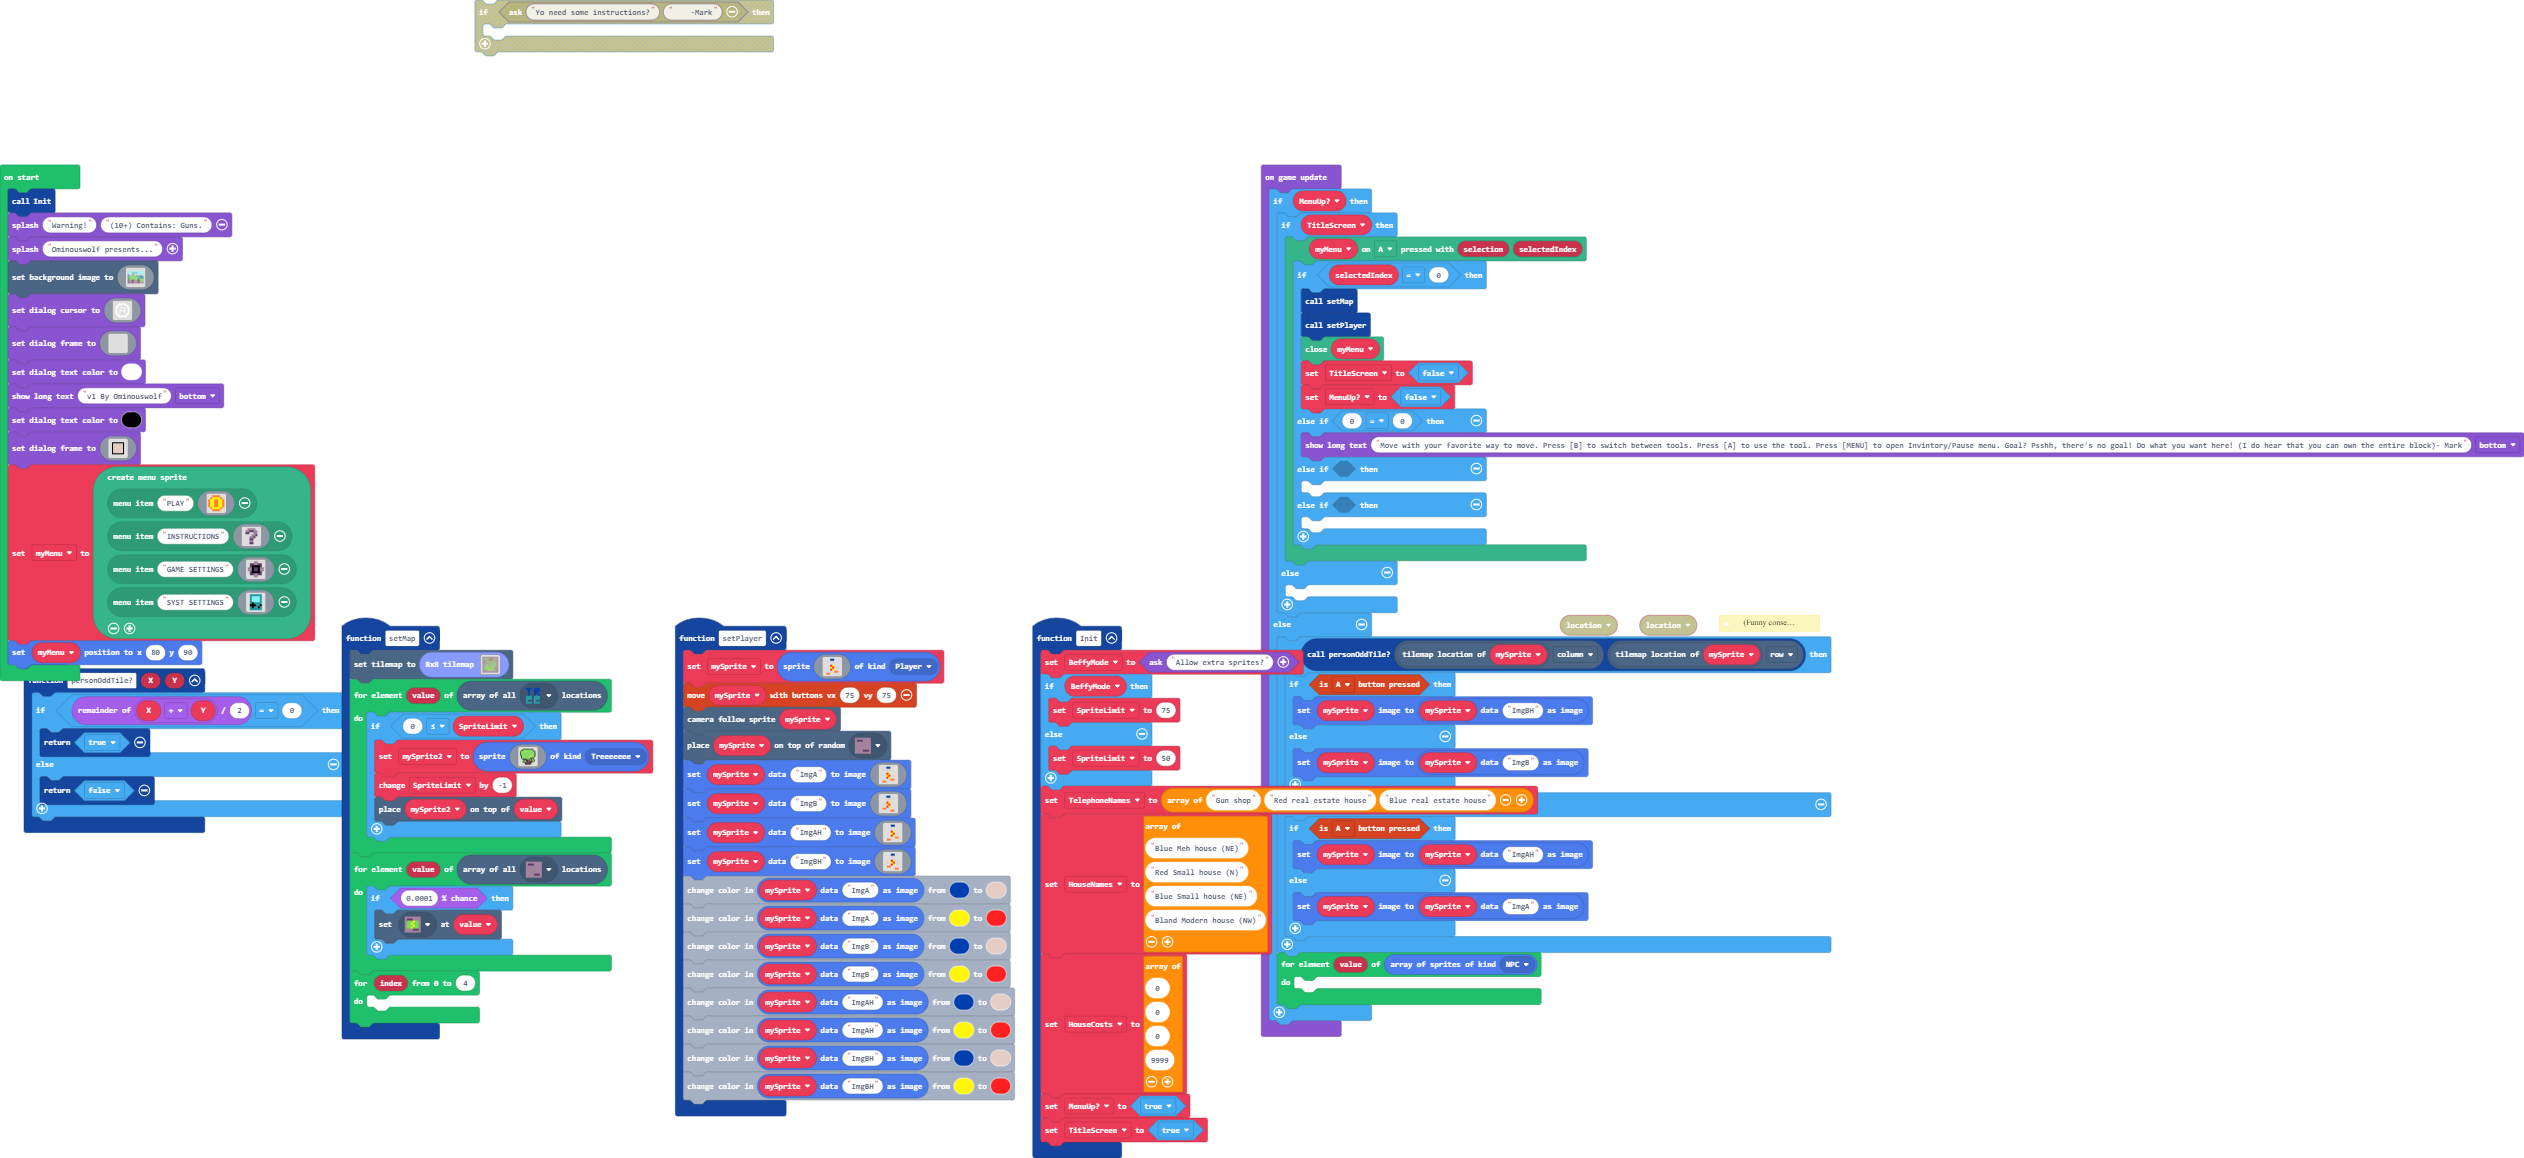 if ask "Yo need some instructions?" " -Mark" then
on start
call Init
splash "Warning!" "(10+) Contains: Guns."
splash "Ominouswolf presents..."
set background image to
set dialog cursor to
set dialog frame to
set dialog text color to
show long text "v1 By Ominouswolf" bottom
set dialog text color to
set dialog frame to
set myMenu to
create menu sprite
menu item "PLAY"
menu item "INSTRUCTIONS"
menu item "GAME SETTINGS"
menu item "SYST SETTINGS"
set myMenu position to x 80 y 90
personOddTile? X Y
if remainder of X + Y / 2 = 0 then
return true
else
return false
function setMap
set tilemap to 8x8 tilemap
for element value of array of all locations
do
if 0 ≤ SpriteLimit then
set mySprite2 to sprite of kind Treeeeeee
change SpriteLimit by -1
place mySprite2 on top of value
for element value of array of all locations
do
if 0.0001 % chance then
set at value
for index from 0 to 4
do
function setPlayer
set mySprite to sprite of kind Player
move mySprite with buttons vx 75 vy 75
camera follow sprite mySprite
place mySprite on top of random
set mySprite data "ImgA" to image
set mySprite data "ImgB" to image
set mySprite data "ImgAH" to image
set mySprite data "ImgBH" to image
change color in mySprite data "ImgA" as image from to
change color in mySprite data "ImgA" as image from to
change color in mySprite data "ImgB" as image from to
change color in mySprite data "ImgB" as image from to
change color in mySprite data "ImgAH" as image from to
change color in mySprite data "ImgAH" as image from to
change color in mySprite data "ImgBH" as image from to
change color in mySprite data "ImgBH" as image from to
function Init
set BeffyMode to ask "Allow extra sprites?"
if BeffyMode then
set SpriteLimit to 75
else
set SpriteLimit to 50
set TelephoneNames to array of "Gun shop" "Red real estate house" "Blue real estate house"
set HouseNames to
array of
"Blue Meh house (NE)"
"Red Small house (N)"
"Blue Small house (NE)"
"Bland Modern house (NW)"
set HouseCosts to
array of
0
0
0
9999
set MenuUp? to true
set TitleScreen to true
on game update
if MenuUp? then
if TitleScreen then
myMenu on A pressed with selection selectedIndex
if selectedIndex = 0 then
call setMap
call setPlayer
close myMenu
set TitleScreen to false
set MenuUp? to false
else if 0 = 0 then
show long text "Move with your favorite way to move. Press [B] to switch between tools. Press [A] to use the tool. Press [MENU] to open Invintory/Pause menu. Goal? Psshh, there's no goal! Do what you want here! (I do hear that you can own the entire block)- Mark" bottom
else if then
else if then
else
else
location location (Funny conse...
call personOddTile? tilemap location of mySprite column tilemap location of mySprite row then
if is A button pressed then
set mySprite image to mySprite data "ImgBH" as image
else
set mySprite image to mySprite data "ImgB" as image
if is A button pressed then
set mySprite image to mySprite data "ImgAH" as image
else
set mySprite image to mySprite data "ImgA" as image
for element value of array of sprites of kind NPC
do